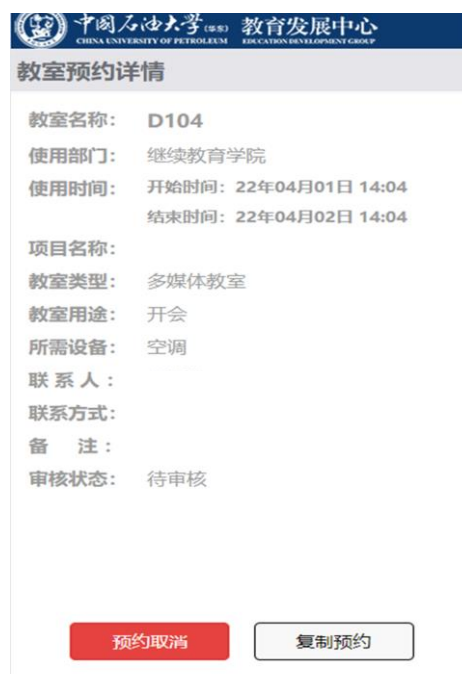 中国石油大学(华东) 教育发展中心
CHINA UNIVERSITY OF PETROLEUM EDUCATION DEVELOPMENT GROUP
教室预约详情
教室名称: D104
使用部门: 继续教育学院
使用时间: 开始时间: 22年04月01日 14:04
结束时间: 22年04月02日 14:04
项目名称:
教室类型: 多媒体教室
教室用途: 开会
所需设备: 空调
联 系 人 :
联系方式:
备 注 :
审核状态: 待审核
预约取消 复制预约